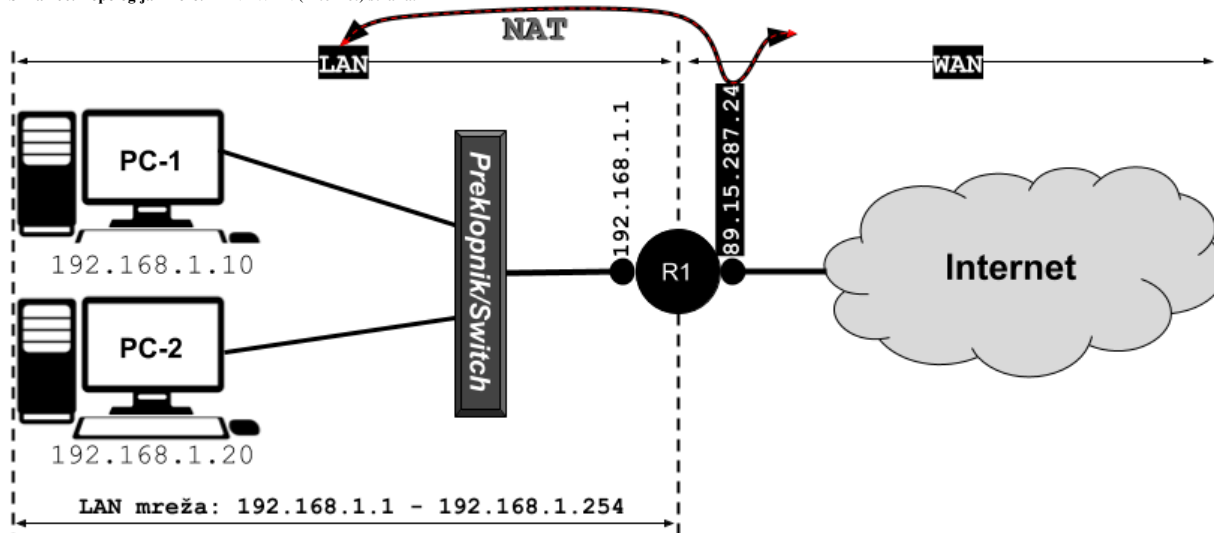 NAT
LAN
WAN
192.168.1.1
89.15.287.24
PC-1
192.168.1.10
Preklopnik/Switch
R1
Internet
PC-2
192.168.1.20
LAN mreža: 192.168.1.1 - 192.168.1.254